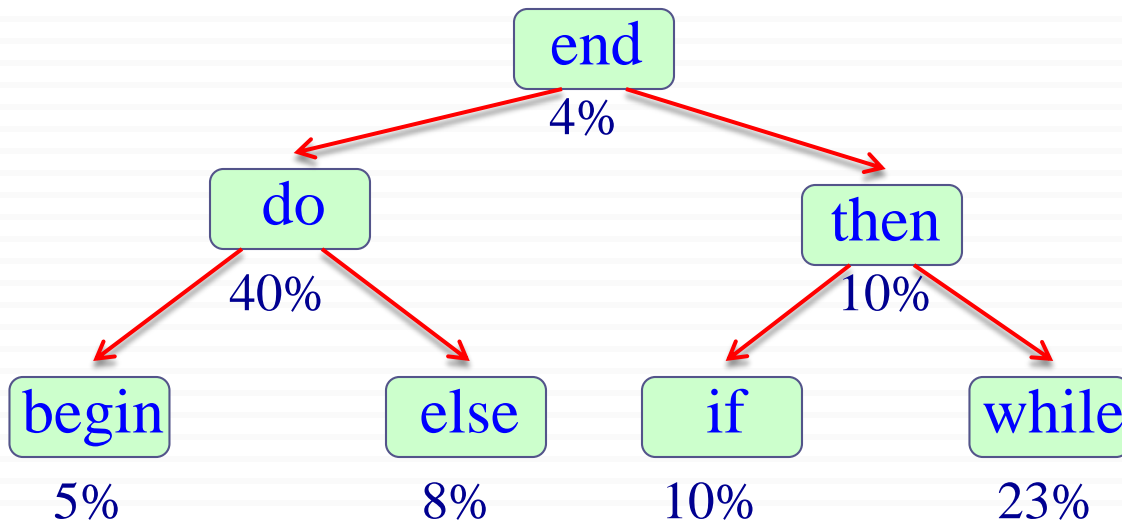 end
4%
do
then
40%
10%
begin
else
if
while
5%
8%
10%
23%